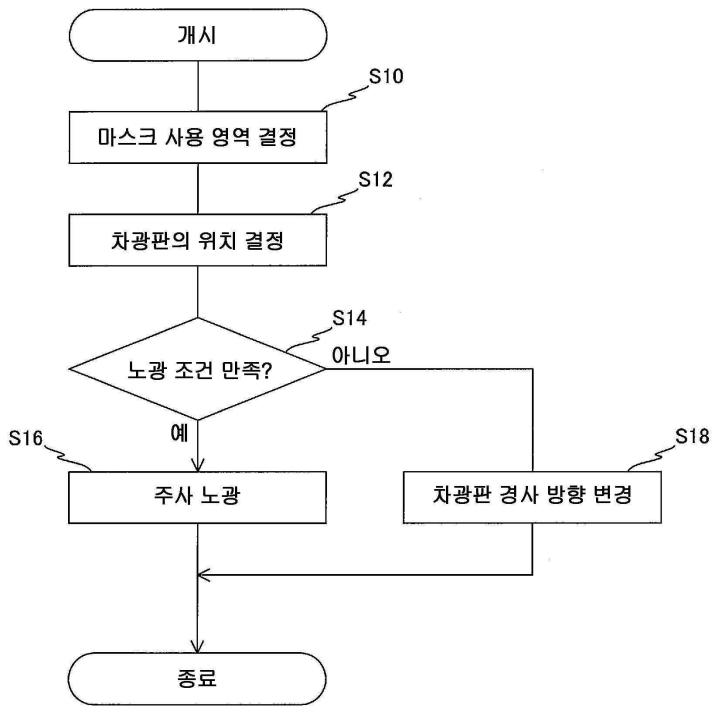 개시
S10
마스크 사용 영역 결정
S12
차광판의 위치 결정
S14
노광 조건 만족?
아니오
예
S16
주사 노광
S18
차광판 경사 방향 변경
종료